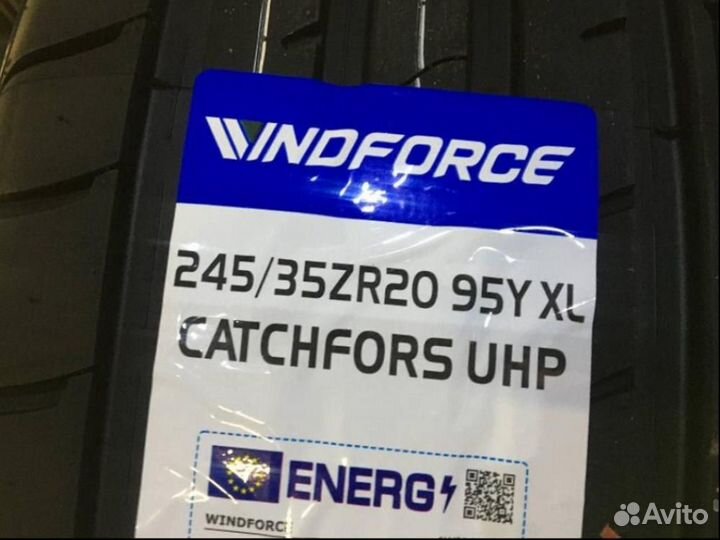 WINDFORCE
245/35ZR20 95Y XL
CATCHFORS UHP
ENERG
WINDFORCE
Avito